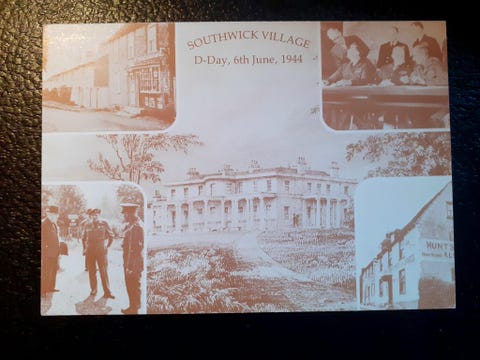 SOUTHWICK VILLAGE
D-Day, 6th June, 1944
HUNT'S